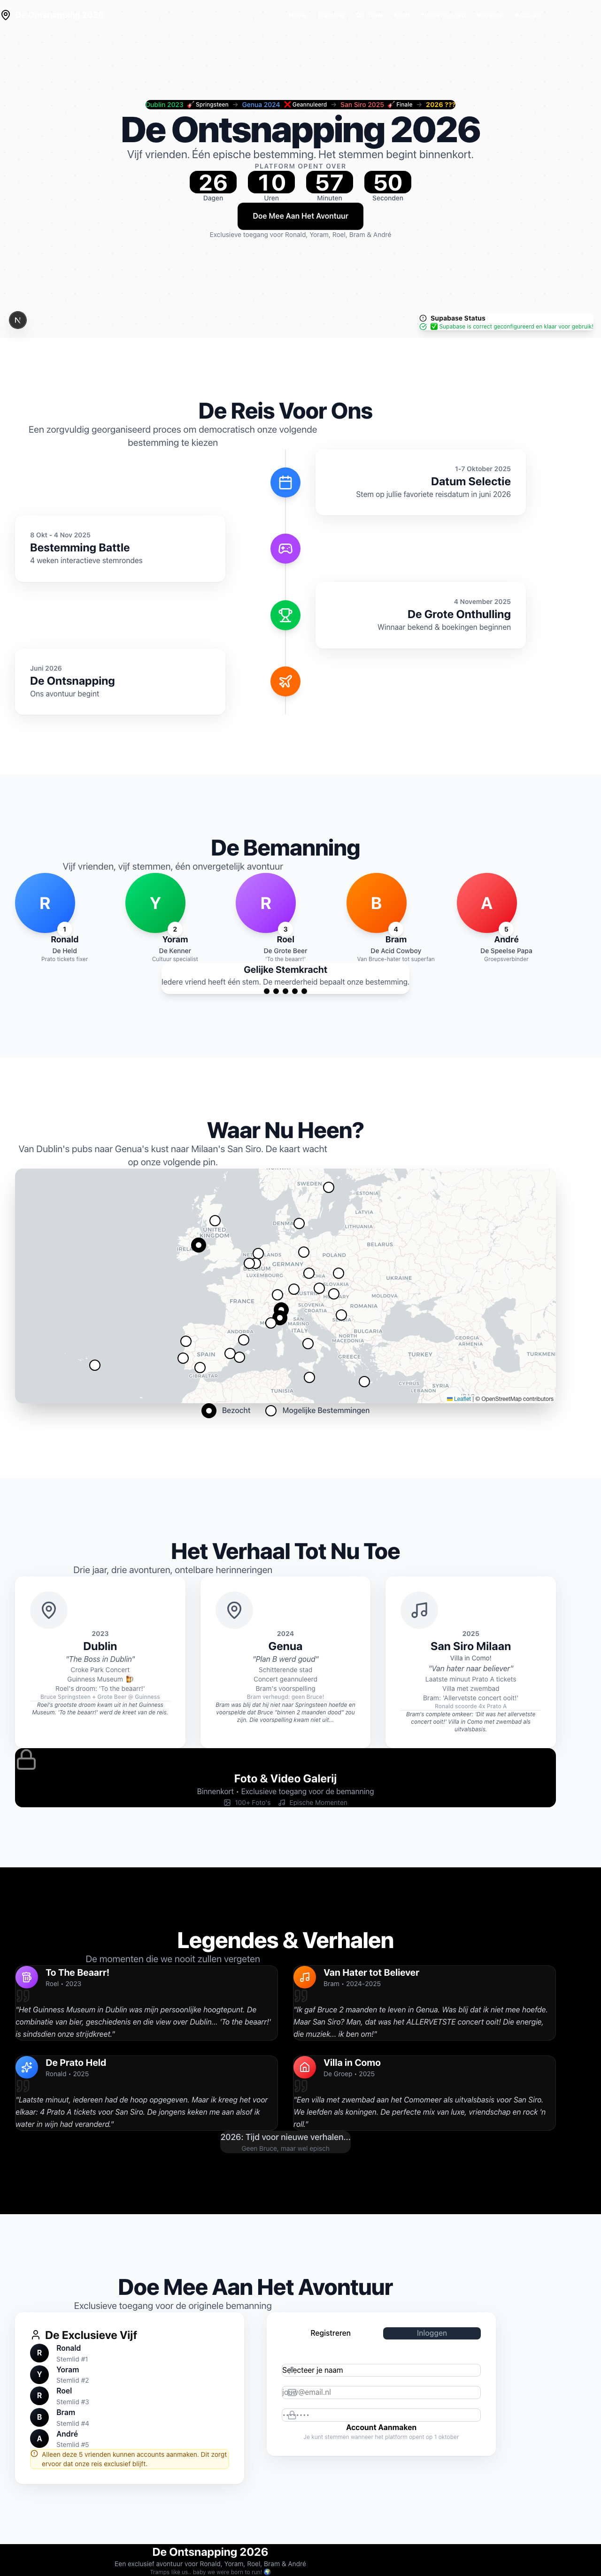 Dublin 2023 🎸 Springsteen → Genua 2024 ❌ Geannuleerd → San Siro 2025 🎸 Finale → 2026 ???
De Ontsnapping 2026
Vijf vrienden. Één epische bestemming. Het stemmen begint binnenkort.
PLATFORM OPENT OVER
26 10 57 50
Dagen Uren Minuten Seconden
Doe Mee Aan Het Avontuur
Exclusieve toegang voor Ronald, Yoram, Roel, Bram & André
N
Supabase Status
✅ Supabase is correct geconfigureerd en klaar voor gebruik!
De Reis Voor Ons
Een zorgvuldig georganiseerd proces om democratisch onze volgende
bestemming te kiezen
1-7 Oktober 2025
Datum Selectie
Stem op jullie favoriete reisdatum in juni 2026
8 Okt - 4 Nov 2025
Bestemming Battle
4 weken interactieve stemrondes
4 November 2025
De Grote Onthulling
Winnaar bekend & boekingen beginnen
Juni 2026
De Ontsnapping
Ons avontuur begint
De Bemanning
Vijf vrienden, vijf stemmen, één onvergetelijk avontuur
R Y R B A
1 2 3 4 5
Ronald Yoram Roel Bram André
De Held De Kenner De Grote Beer De Acid Cowboy De Speelse Papa
Prato tickets fixer Cultuur specialist 'To the beaarr!' Van Bruce-hater tot superfan Groepsverbinder
Gelijke Stemkracht
Iedere vriend heeft één stem. De meerderheid bepaalt onze bestemming.
Waar Nu Heen?
Van Dublin's pubs naar Genua's kust naar Milaan's San Siro. De kaart wacht
op onze volgende pin.
SWEDEN
ESTONIA
LATVIA
UNITED
KINGDOM
LITHUANIA
BELARUS
POLAND
GERMANY
LUXEMBOURG
UKRAINE
FRANCE
SLOVENIA
CROATIA
ROMANIA
MOLDOVA
ITALY
ANDORRA
BULGARIA
NORTH
MACEDONIA
GEORGIA
ARMENIA
SPAIN
GREECE
TURKEY
TURKMEN
GIBRALTAR
TUNISIA
CYPRUS
SYRIA
LEBANON
Leaflet | © OpenStreetMap contributors
Bezocht Mogelijke Bestemmingen
Het Verhaal Tot Nu Toe
Drie jaar, drie avonturen, ontelbare herinneringen
2023
Dublin
"The Boss in Dublin"
Croke Park Concert
Guinness Museum 🍺
Roel's droom: 'To the beaarr!'
Bruce Springsteen + Grote Beer @ Guinness
Roel's grootste droom kwam uit in het Guinness
Museum. 'To the beaarr!' werd de kreet van de reis.
2024
Genua
"Plan B werd goud"
Schitterende stad
Concert geannuleerd
Bram's voorspelling
Bram verheugd: geen Bruce!
Bram was blij dat hij niet naar Springsteen hoefde en
voorspelde dat Bruce "binnen 2 maanden dood" zou
zijn. Die voorspelling kwam niet uit...
2025
San Siro Milaan
Villa in Como!
"Van hater naar believer"
Laatste minuut Prato A tickets
Villa met zwembad
Bram: 'Allervetste concert ooit!'
Ronald scoorde 4x Prato A
Bram's complete omkeer: 'Dit was het allervetste
concert ooit!' Villa in Como met zwembad als
uitvalsbasis.
Foto & Video Galerij
Binnenkort • Exclusieve toegang voor de bemanning
100+ Foto's Epische Momenten
Legendes & Verhalen
De momenten die we nooit zullen vergeten
To The Beaarr!
Roel • 2023
"Het Guinness Museum in Dublin was mijn persoonlijke hoogtepunt. De
combinatie van bier, geschiedenis en die view over Dublin... 'To the beaarr!'
is sindsdien onze strijdkreet."
Van Hater tot Believer
Bram • 2024-2025
"Ik gaf Bruce 2 maanden te leven in Genua. Was blij dat ik niet mee hoefde.
Maar San Siro? Man, dat was het ALLERVETSTE concert ooit! Die energie,
die muziek... ik ben om!"
De Prato Held
Ronald • 2025
"Laatste minuut, iedereen had de hoop opgegeven. Maar ik kreeg het voor
elkaar: 4 Prato A tickets voor San Siro. De jongens keken me aan alsof ik
water in wijn had veranderd."
Villa in Como
De Groep • 2025
"Een villa met zwembad aan het Comomeer als uitvalsbasis voor San Siro.
We leefden als koningen. De perfecte mix van luxe, vriendschap en rock 'n
roll."
2026: Tijd voor nieuwe verhalen...
Geen Bruce, maar wel episch
Doe Mee Aan Het Avontuur
Exclusieve toegang voor de originele bemanning
De Exclusieve Vijf
R Ronald
Stemlid #1
Y Yoram
Stemlid #2
R Roel
Stemlid #3
B Bram
Stemlid #4
A André
Stemlid #5
Alleen deze 5 vrienden kunnen accounts aanmaken. Dit zorgt
ervoor dat onze reis exclusief blijft.
Registreren Inloggen
Selecteer je naam
jouw@email.nl
••••••••
Account Aanmaken
Je kunt stemmen wanneer het platform opent op 1 oktober
De Ontsnapping 2026
Een exclusief avontuur voor Ronald, Yoram, Roel, Bram & André
Tramps like us... baby we were born to run! 🌍